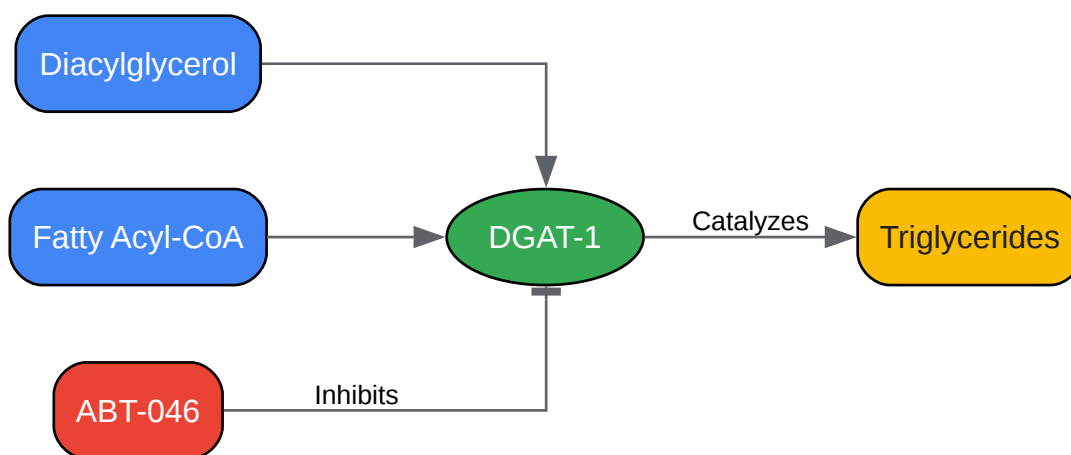 Diacylglycerol
Fatty Acyl-CoA
DGAT-1
Catalyzes
Triglycerides
Inhibits
ABT-046